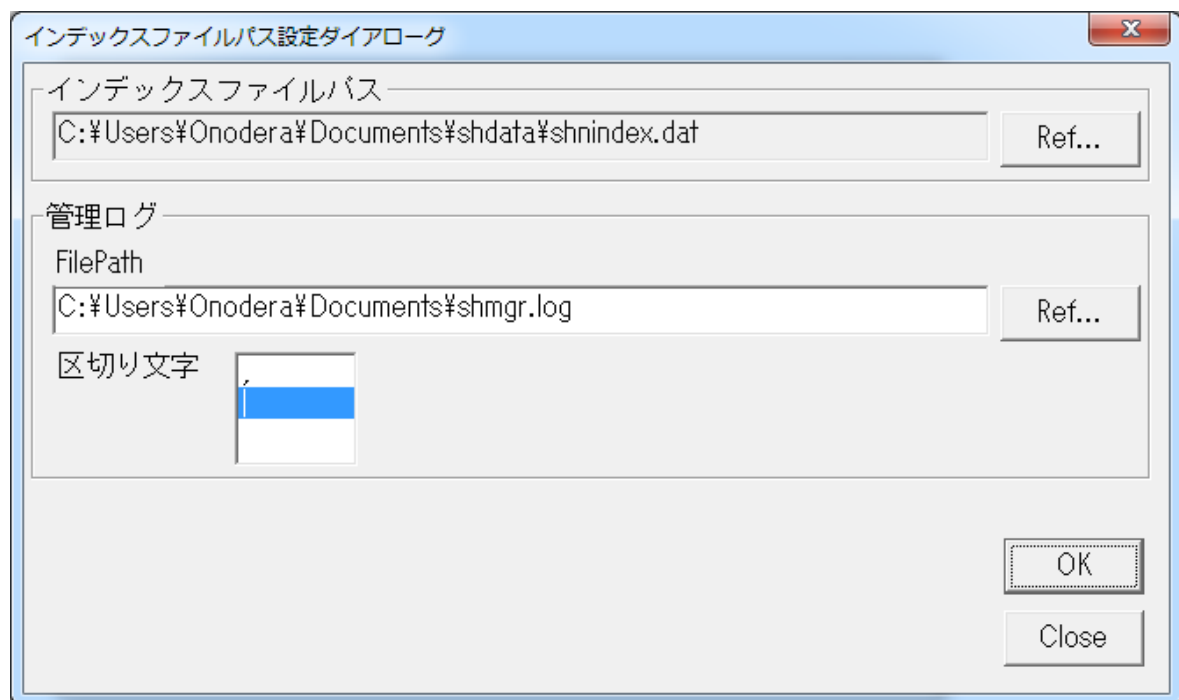 インデックスファイルパス設定ダイアローグ
インデックスファイルパス
C:¥Users¥Onodera¥Documents¥shdata¥shnindex.dat
Ref...
管理ログ
FilePath
C:¥Users¥Onodera¥Documents¥shmgr.log
Ref...
区切り文字
,
|
OK
Close